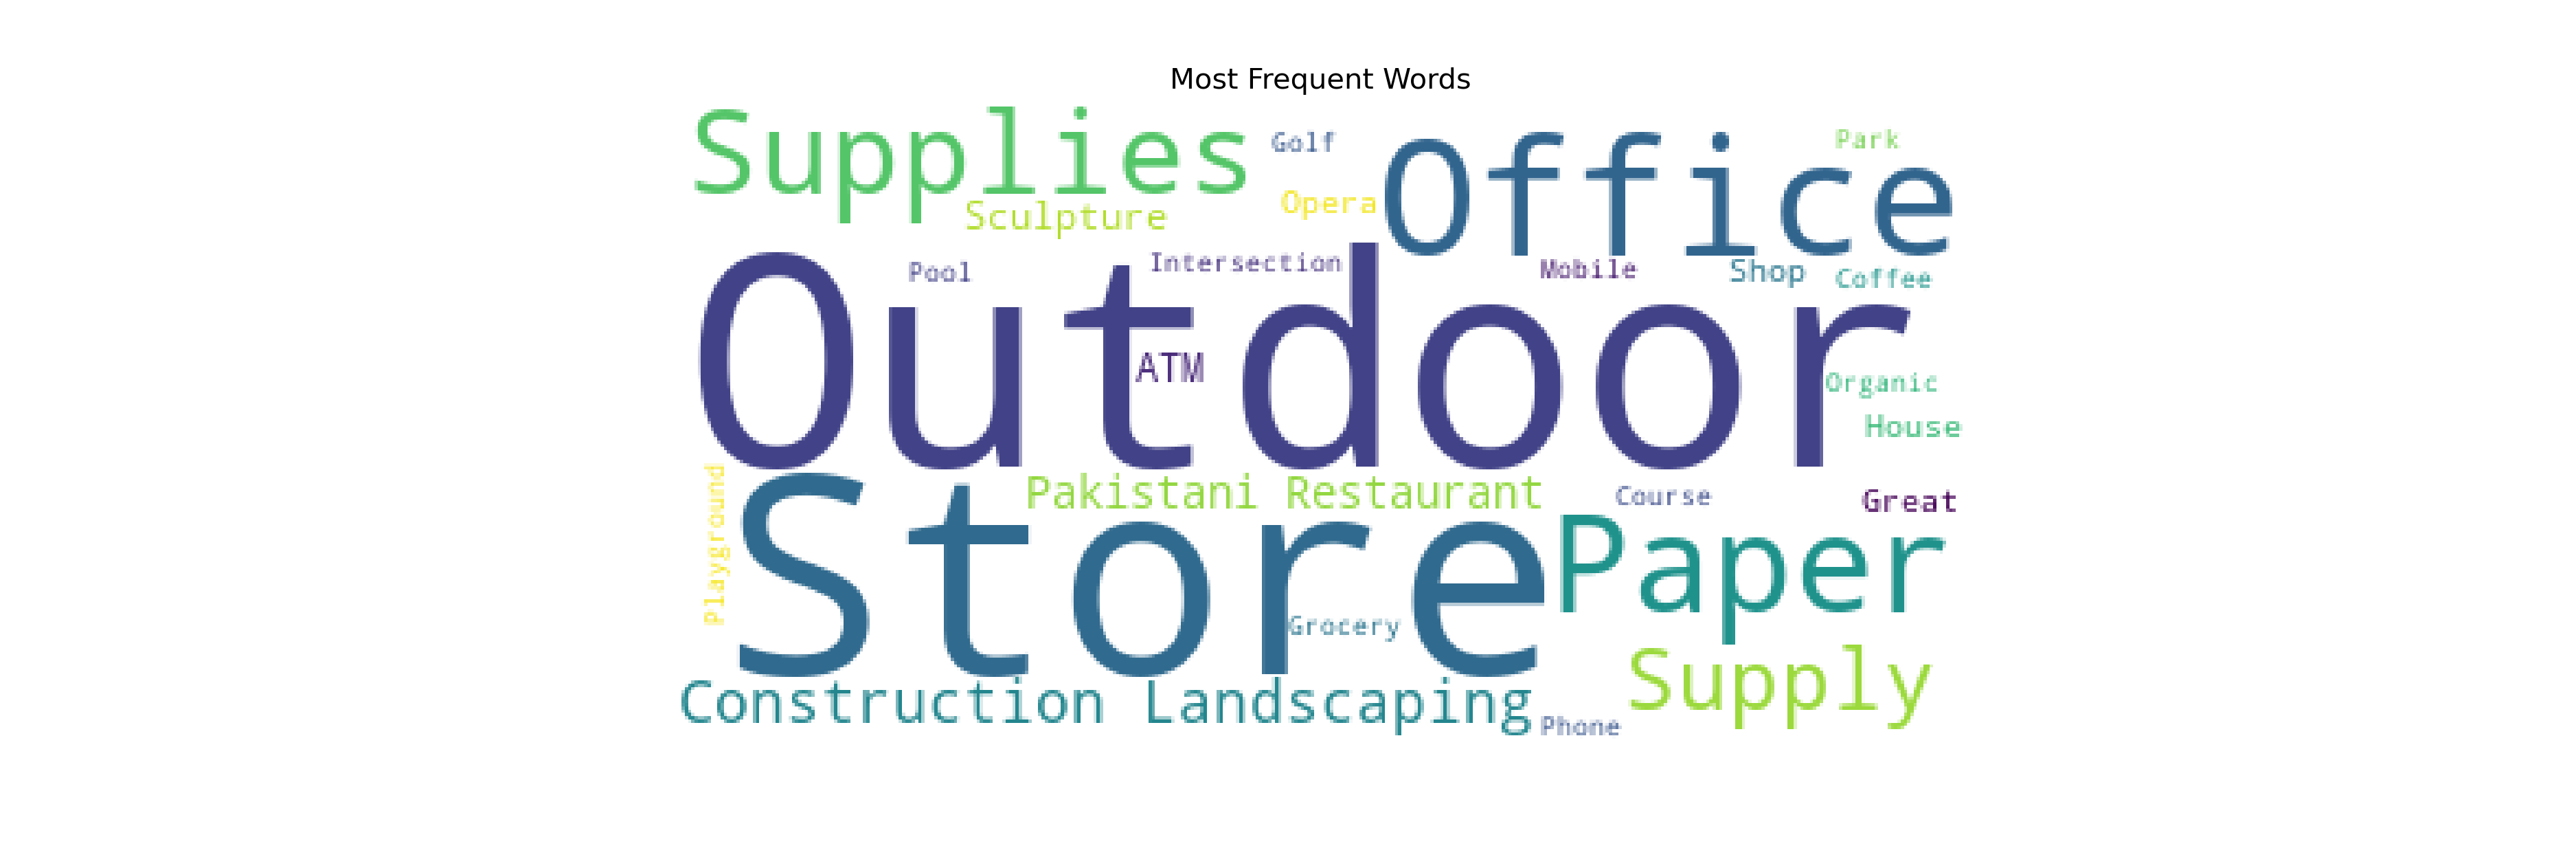 Most Frequent Words
Supplies
Golf
Office
Park
Sculpture
Opera
Pool
Intersection
Mobile
Shop
Coffee
Outdoor
ATM
Organic
House
Playground
Pakistani Restaurant
Course
Great
Store
Paper
Grocery
Construction Landscaping
Supply
Phone